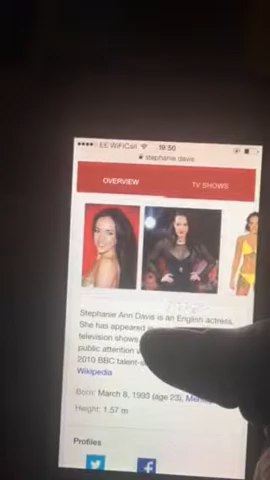 EE WiFiCall 19:50
stephanie davis
OVERVIEW TV SHOWS
Stephanie Ann Davis is an English actress.
She has appeared
television shows
public attention
2010 BBC talent-s
Wikipedia
Born: March 8, 1993 (age 23),
Height: 1.57 m
Profiles